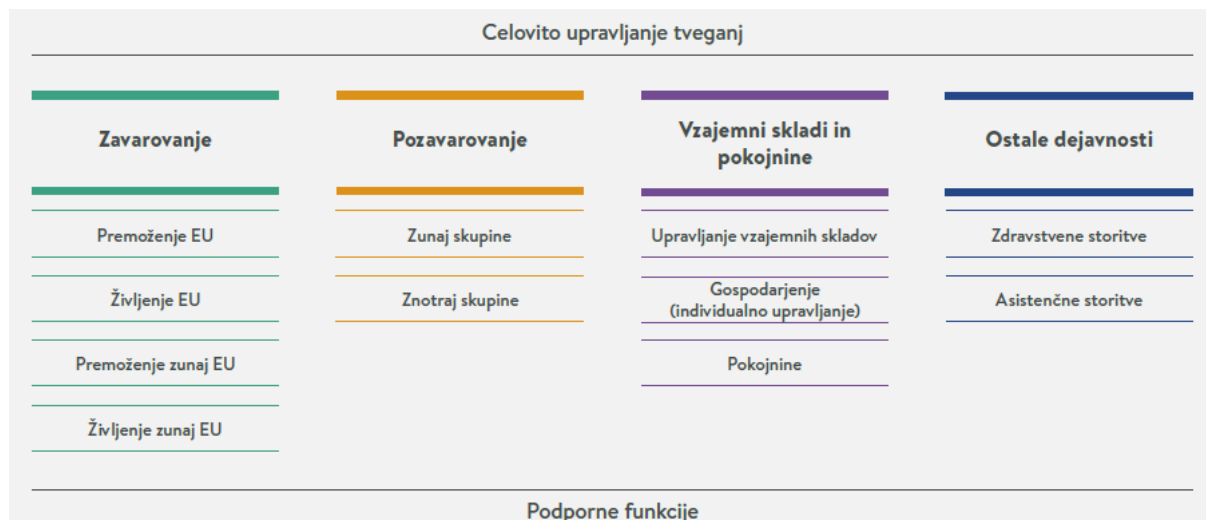 Celovito upravljanje tveganj
Zavarovanje
Premoženje EU
Življenje EU
Premoženje zunaj EU
Življenje zunaj EU
Pozavarovanje
Zunaj skupine
Znotraj skupine
Vzajemni skladi in
pokojnine
Upravljanje vzajemnih skladov
Gospodarjenje
(individualno upravljanje)
Pokojnine
Ostale dejavnosti
Zdravstvene storitve
Asistenčne storitve
Podporne funkcije